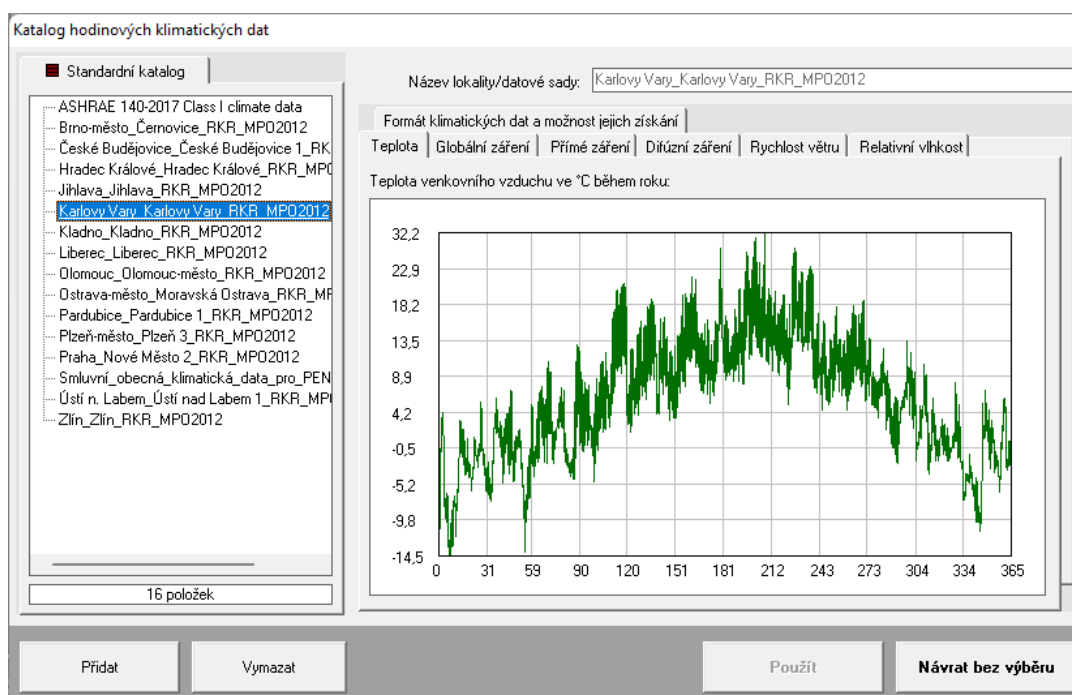 Katalog hodinových klimatických dat
Standardní katalog
ASHRAE 140-2017 Class I climate data
Brno-město_Černovice_RKR_MPO2012
České Budějovice_České Budějovice 1_RK
Hradec Králové_Hradec Králové_RKR_MPO
Jihlava_Jihlava_RKR_MPO2012
Karlovy Vary_Karlovy Vary_RKR_MPO2012
Kladno_Kladno_RKR_MPO2012
Liberec_Liberec_RKR_MPO2012
Olomouc_Olomouc-město_RKR_MPO2012
Ostrava-město_Moravská Ostrava_RKR_MP
Pardubice_Pardubice 1_RKR_MPO2012
Plzeň-město_Plzeň 3_RKR_MPO2012
Praha_Nové Město 2_RKR_MPO2012
Smluvní_obecná_klimatická_data_pro_PEN
Ústí n. Labem_Ústí nad Labem 1_RKR_MP
Zlín_Zlín_RKR_MPO2012
16 položek
Název lokality/datové sady: Karlovy Vary_Karlovy Vary_RKR_MPO2012
Formát klimatických dat a možnost jejich získání
Teplota Globální záření Přímé záření Difúzní záření Rychlost větru Relativní vlhkost
Teplota venkovního vzduchu ve °C během roku:
32,2
22,9
18,2
13,5
8,9
4,2
-0,5
-5,2
-9,8
-14,5
0 31 59 90 120 151 181 212 243 273 304 334 365
Přidat Vymazat Použít Návrat bez výběru